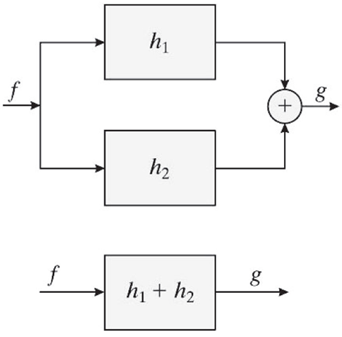 h₁
f
+
g
h₂
f
h₁ + h₂
g